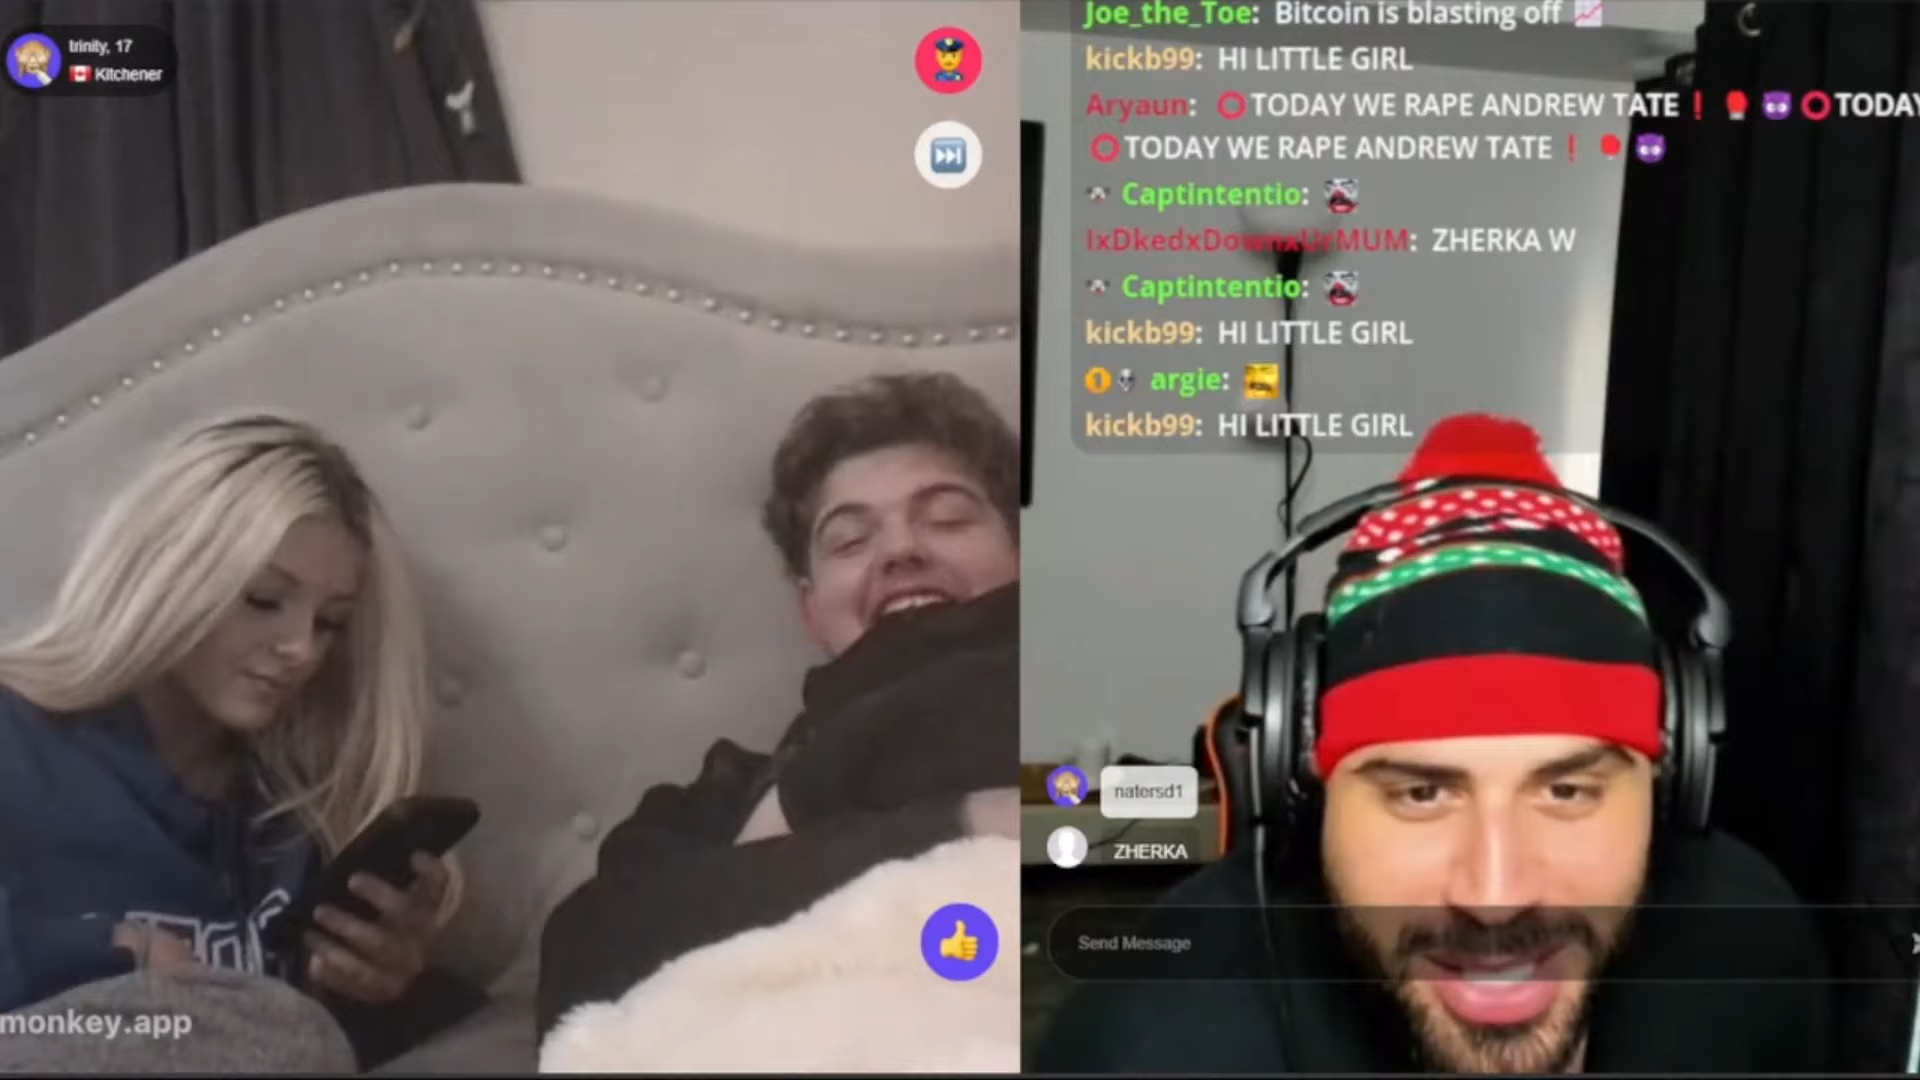 trinity, 17
Kitchener
monkey.app
Joe_the_Toe: Bitcoin is blasting off
kickb99: HI LITTLE GIRL
Aryaun: TODAY WE RAPE ANDREW TATE❗ TODAY
TODAY WE RAPE ANDREW TATE❗
Captintentio:
IxDkedxDownxUrMUM: ZHERKA W
Captintentio:
kickb99: HI LITTLE GIRL
argie:
kickb99: HI LITTLE GIRL
natersd1
ZHERKA
Send Message